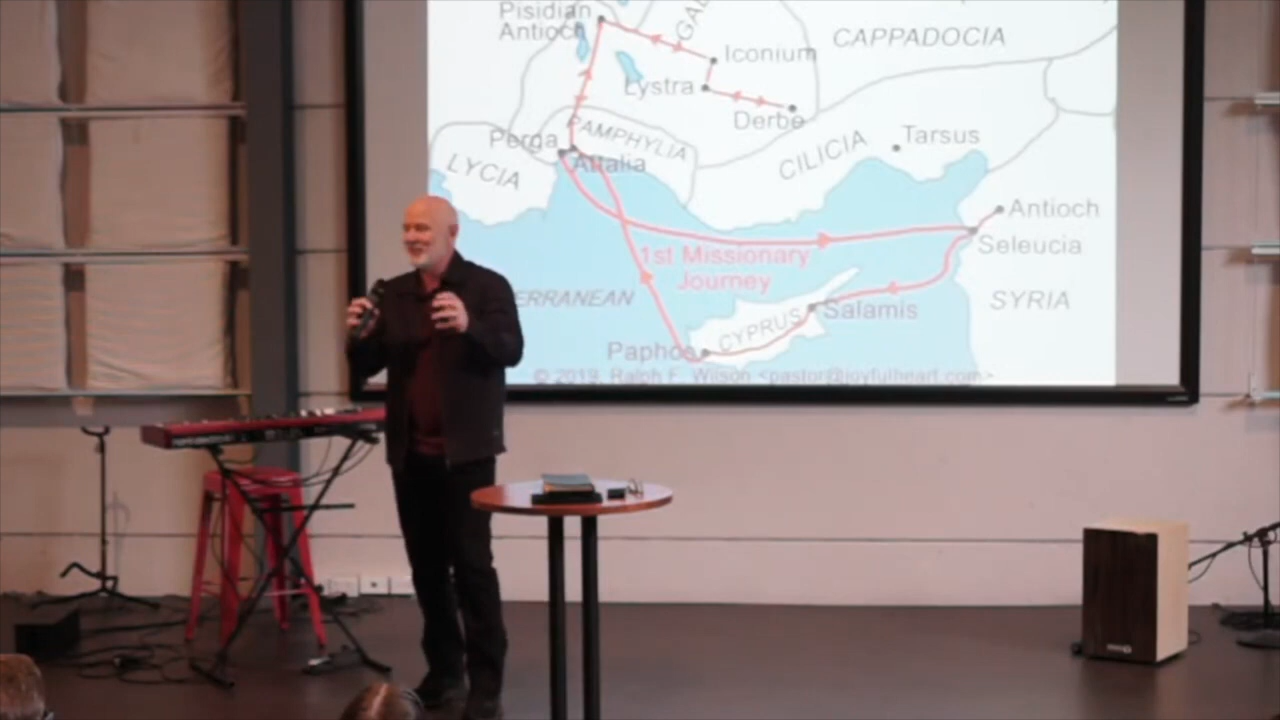 Pisidian
Antioch
Iconium
CAPPADOCIA
Lystra
Derbe
Perga
PAMPHYLIA
Attalia
LYCIA
CILICIA
Tarsus
Antioch
Seleucia
1st Missionary
Journey
ERRANEAN
SYRIA
Salamis
CYPRUS
Paphos
© 2019, Ralph F. Wilson <pastor@joyfulheart.com>